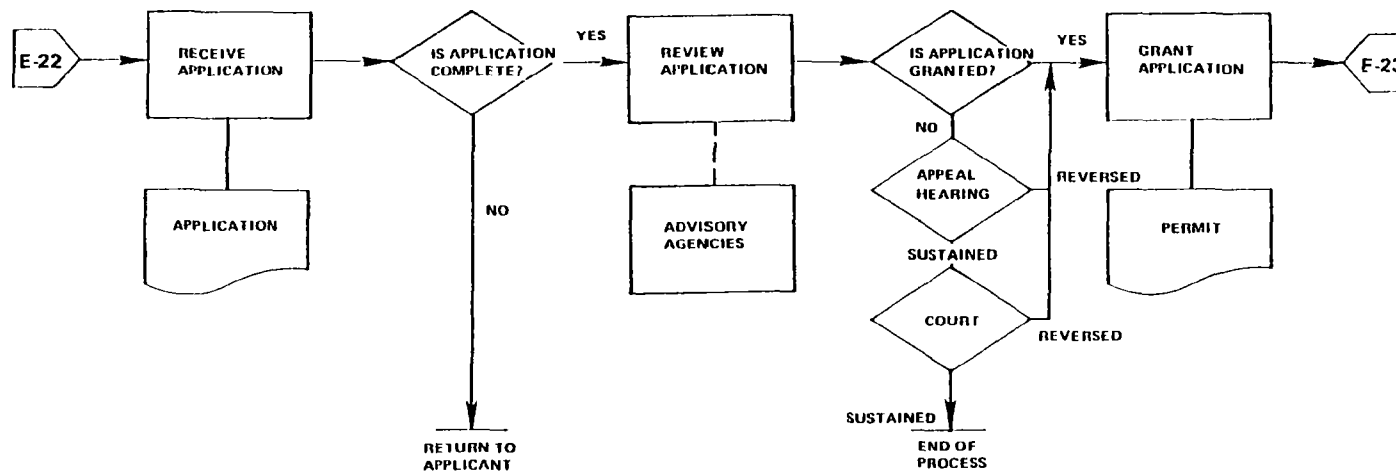 E-22
RECEIVE
APPLICATION
IS APPLICATION
COMPLETE?
YES
REVIEW
APPLICATION
IS APPLICATION
GRANTED?
YES
GRANT
APPLICATION
E-23
NO
APPEAL
HEARING
REVERSED
NO
APPLICATION
ADVISORY
AGENCIES
PERMIT
SUSTAINED
COURT
REVERSED
SUSTAINED
RETURN TO
APPLICANT
END OF
PROCESS